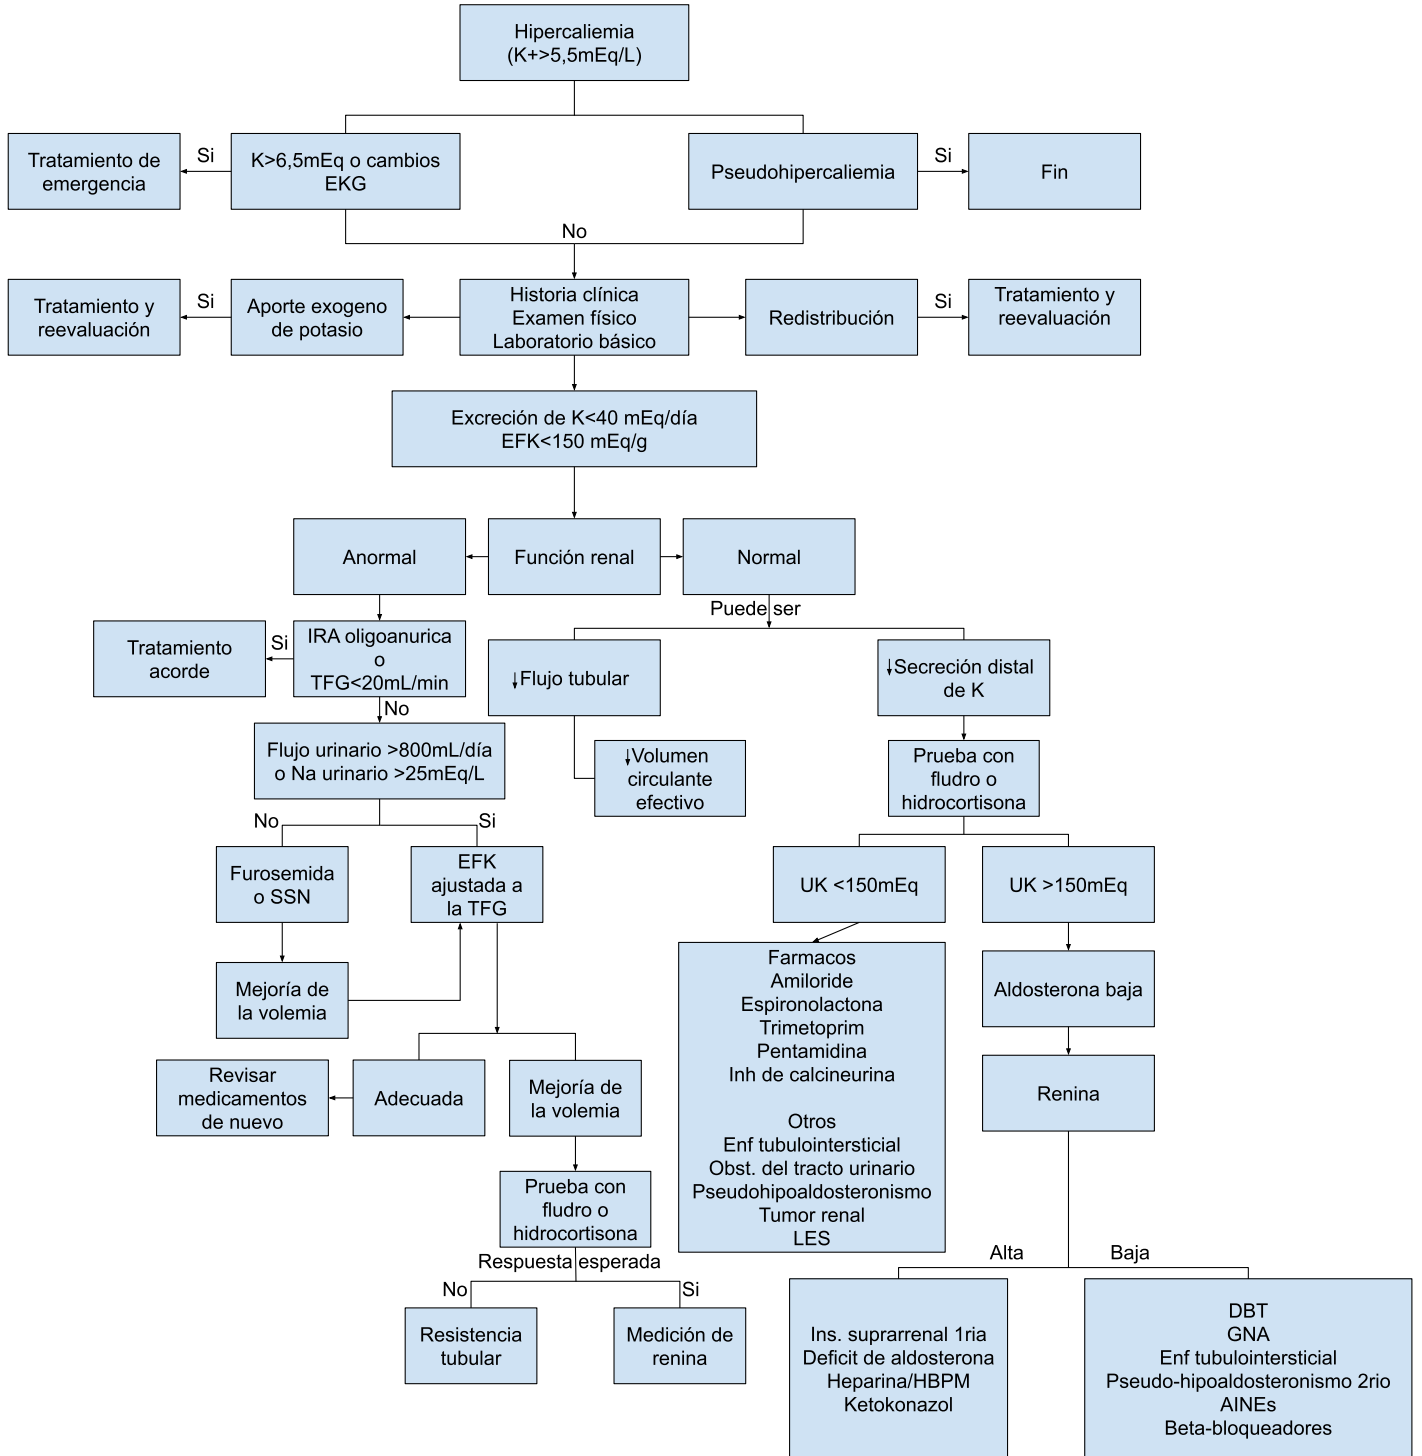 Hipercaliemia
(K+>5,5mEq/L)
Tratamiento de
emergencia
Si
K>6,5mEq o cambios
EKG
Pseudohipercaliemia
Si
Fin
No
Tratamiento y
reevaluación
Si
Aporte exogeno
de potasio
Historia clínica
Examen físico
Laboratorio básico
Redistribución
Si
Tratamiento y
reevaluación
Excreción de K<40 mEq/día
EFK<150 mEq/g
Anormal
Función renal
Normal
Puede ser
Tratamiento
acorde
Si
IRA oligoanurica
o
TFG<20mL/min
↓Flujo tubular
↓Secreción distal
de K
No
Flujo urinario >800mL/día
o Na urinario >25mEq/L
↓Volumen
circulante
efectivo
Prueba con
fludro o
hidrocortisona
No
Si
Furosemida
o SSN
EFK
ajustada a
la TFG
UK <150mEq
UK >150mEq
Mejoría de
la volemia
Farmacos
Amiloride
Espironolactona
Trimetoprim
Pentamidina
Inh de calcineurina
Otros
Enf tubulointersticial
Obst. del tracto urinario
Pseudohipoaldosteronismo
Tumor renal
LES
Aldosterona baja
Revisar
medicamentos
de nuevo
Adecuada
Mejoría de
la volemia
Renina
Prueba con
fludro o
hidrocortisona
Respuesta esperada
No
Si
Resistencia
tubular
Medición de
renina
Alta
Baja
Ins. suprarrenal 1ria
Deficit de aldosterona
Heparina/HBPM
Ketokonazol
DBT
GNA
Enf tubulointersticial
Pseudo-hipoaldosteronismo 2rio
AINEs
Beta-bloqueadores